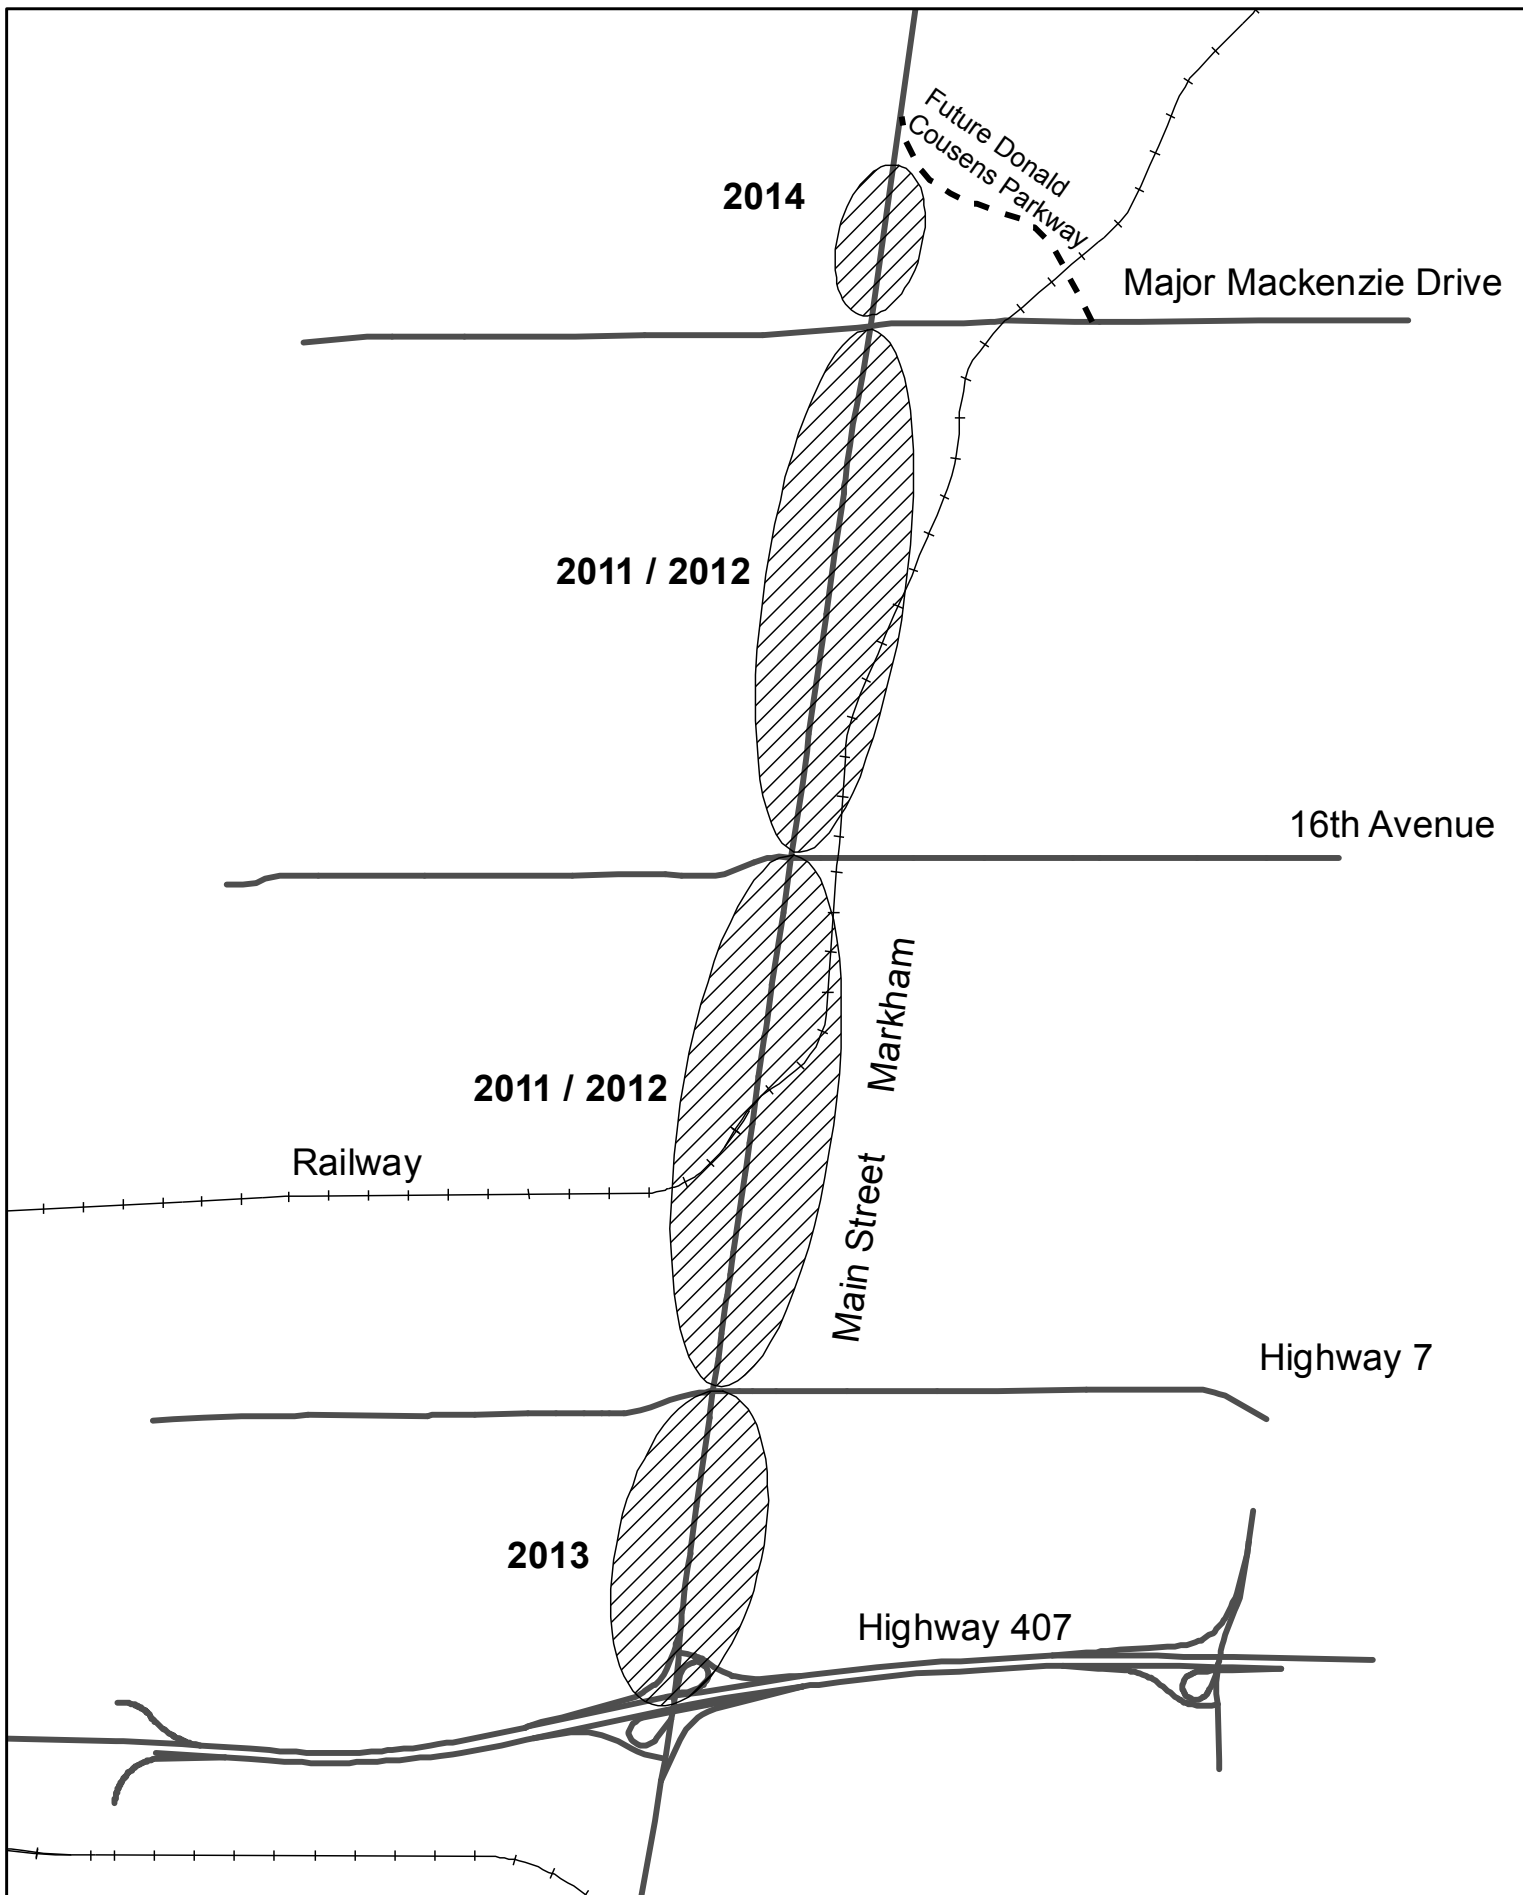 Future Donald
Cousens Parkway
2014
Major Mackenzie Drive
2011 / 2012
16th Avenue
Main Street Markham
2011 / 2012
Railway
Highway 7
2013
Highway 407